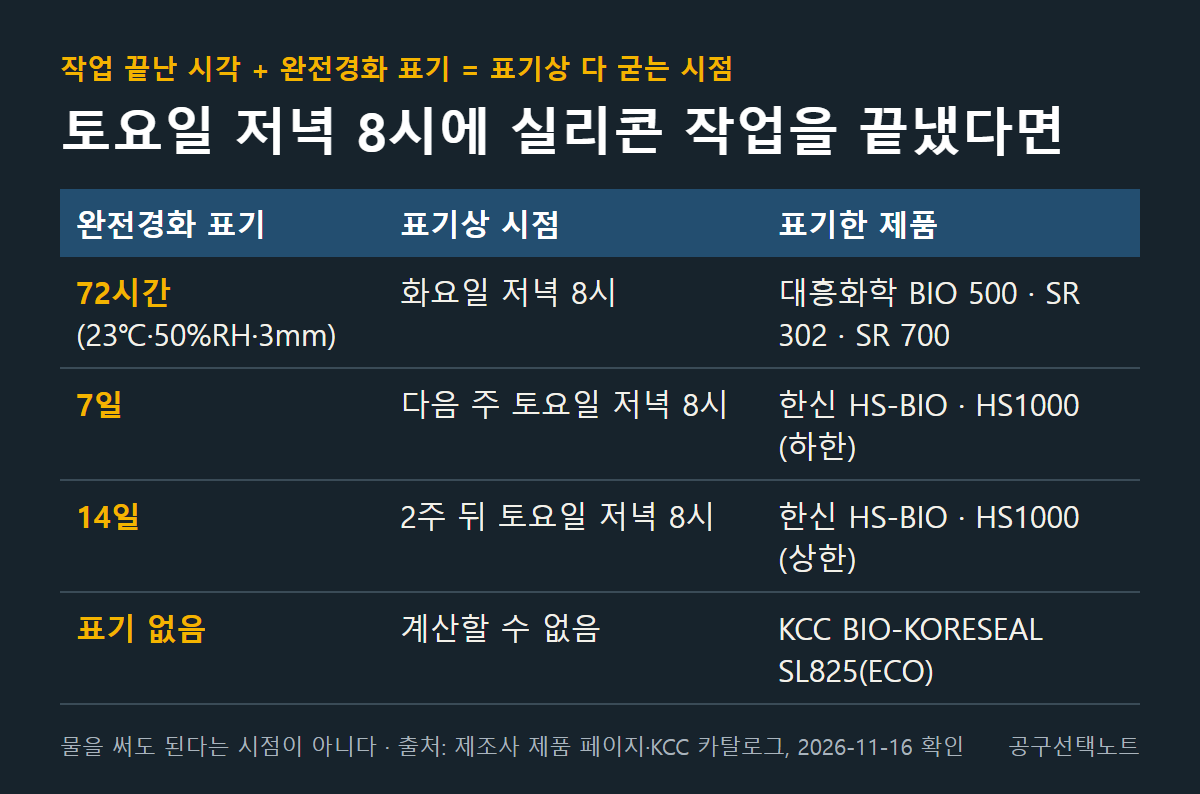 작업 끝난 시각 + 완전경화 표기 = 표기상 다 굳는 시점
토요일 저녁 8시에 실리콘 작업을 끝냈다면
완전경화 표기 표기상 시점 표기한 제품
72시간 화요일 저녁 8시 대흥화학 BIO 500 · SR
(23℃·50%RH·3mm) 302 · SR 700
7일 다음 주 토요일 저녁 8시 한신 HS-BIO · HS1000
(하한)
14일 2주 뒤 토요일 저녁 8시 한신 HS-BIO · HS1000
(상한)
표기 없음 계산할 수 없음 KCC BIO-KORESEAL
SL825(ECO)
물을 써도 된다는 시점이 아니다 · 출처: 제조사 제품 페이지·KCC 카탈로그, 2026-11-16 확인 공구선택노트